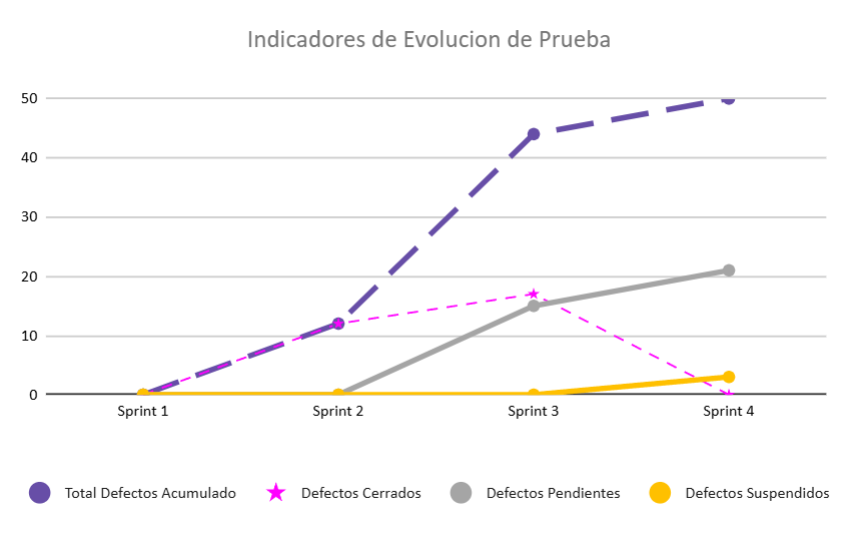 Indicadores de Evolucion de Prueba
50
40
30
20
10
0
Sprint 1 Sprint 2 Sprint 3 Sprint 4
Total Defectos Acumulado Defectos Cerrados Defectos Pendientes Defectos Suspendidos